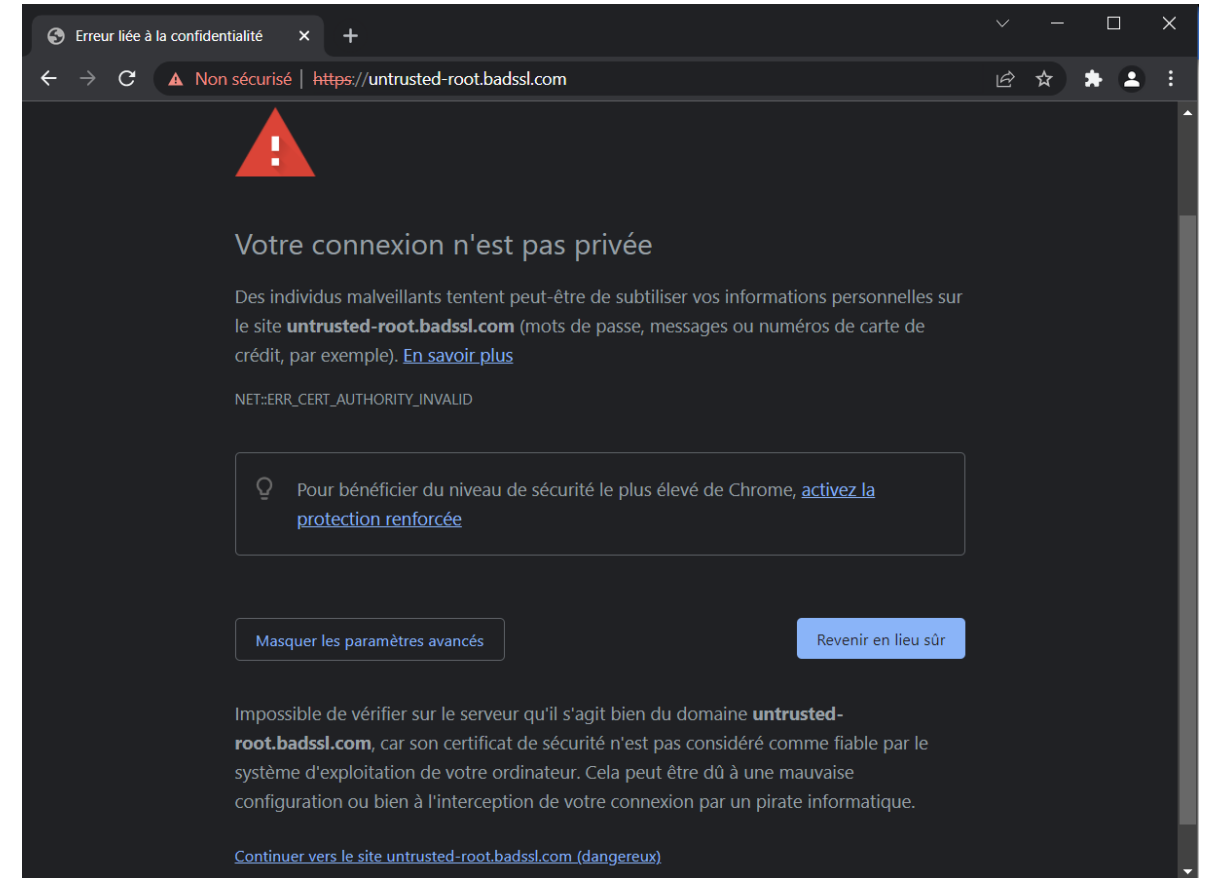 Erreur liée à la confidentialité
Non sécurisé | https://untrusted-root.badssl.com
Votre connexion n'est pas privée
Des individus malveillants tentent peut-être de subtiliser vos informations personnelles sur
le site untrusted-root.badssl.com (mots de passe, messages ou numéros de carte de
crédit, par exemple). En savoir plus
NET::ERR_CERT_AUTHORITY_INVALID
Pour bénéficier du niveau de sécurité le plus élevé de Chrome, activez la
protection renforcée
Masquer les paramètres avancés
Revenir en lieu sûr
Impossible de vérifier sur le serveur qu'il s'agit bien du domaine untrusted-
root.badssl.com, car son certificat de sécurité n'est pas considéré comme fiable par le
système d'exploitation de votre ordinateur. Cela peut être dû à une mauvaise
configuration ou bien à l'interception de votre connexion par un pirate informatique.
Continuer vers le site untrusted-root.badssl.com (dangereux)